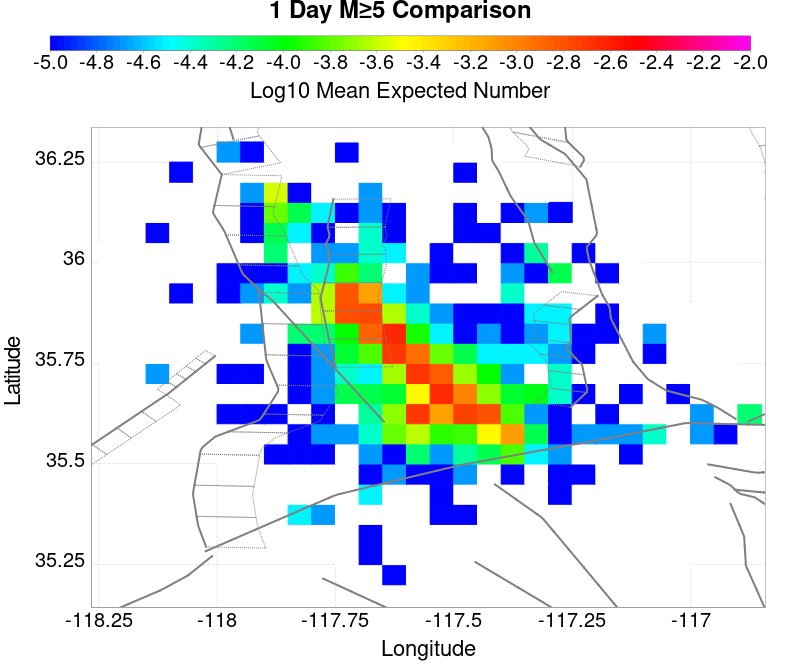 1 Day M≥5 Comparison
-5.0 -4.8 -4.6 -4.4 -4.2 -4.0 -3.8 -3.6 -3.4 -3.2 -3.0 -2.8 -2.6 -2.4 -2.2 -2.0
Log10 Mean Expected Number
36.25
36
35.75
35.5
35.25
Latitude
-118.25 -118 -117.75 -117.5 -117.25 -117
Longitude